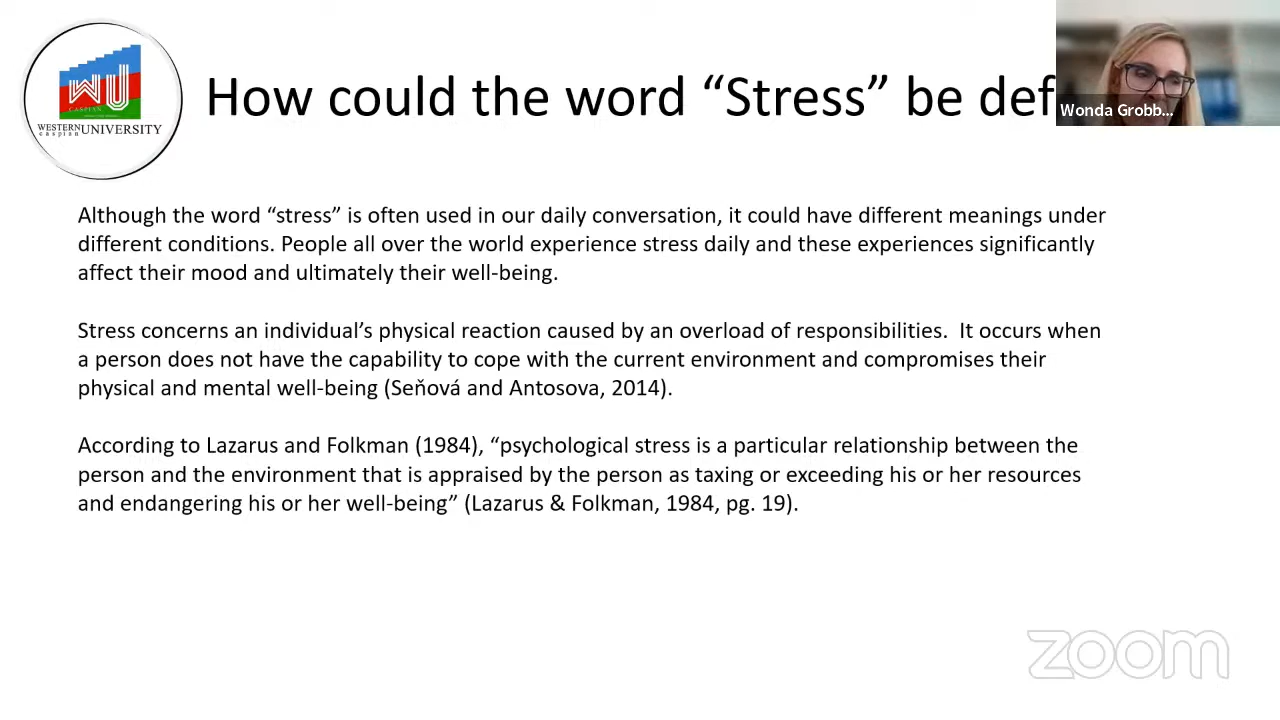 WU
CASPIAN
WESTERN UNIVERSITY
caspian
How could the word “Stress” be def
Wonda Grobb...
Although the word “stress” is often used in our daily conversation, it could have different meanings under
different conditions. People all over the world experience stress daily and these experiences significantly
affect their mood and ultimately their well-being.
Stress concerns an individual’s physical reaction caused by an overload of responsibilities.  It occurs when
a person does not have the capability to cope with the current environment and compromises their
physical and mental well-being (Seňová and Antosova, 2014).
According to Lazarus and Folkman (1984), “psychological stress is a particular relationship between the
person and the environment that is appraised by the person as taxing or exceeding his or her resources
and endangering his or her well-being” (Lazarus & Folkman, 1984, pg. 19).
zoom